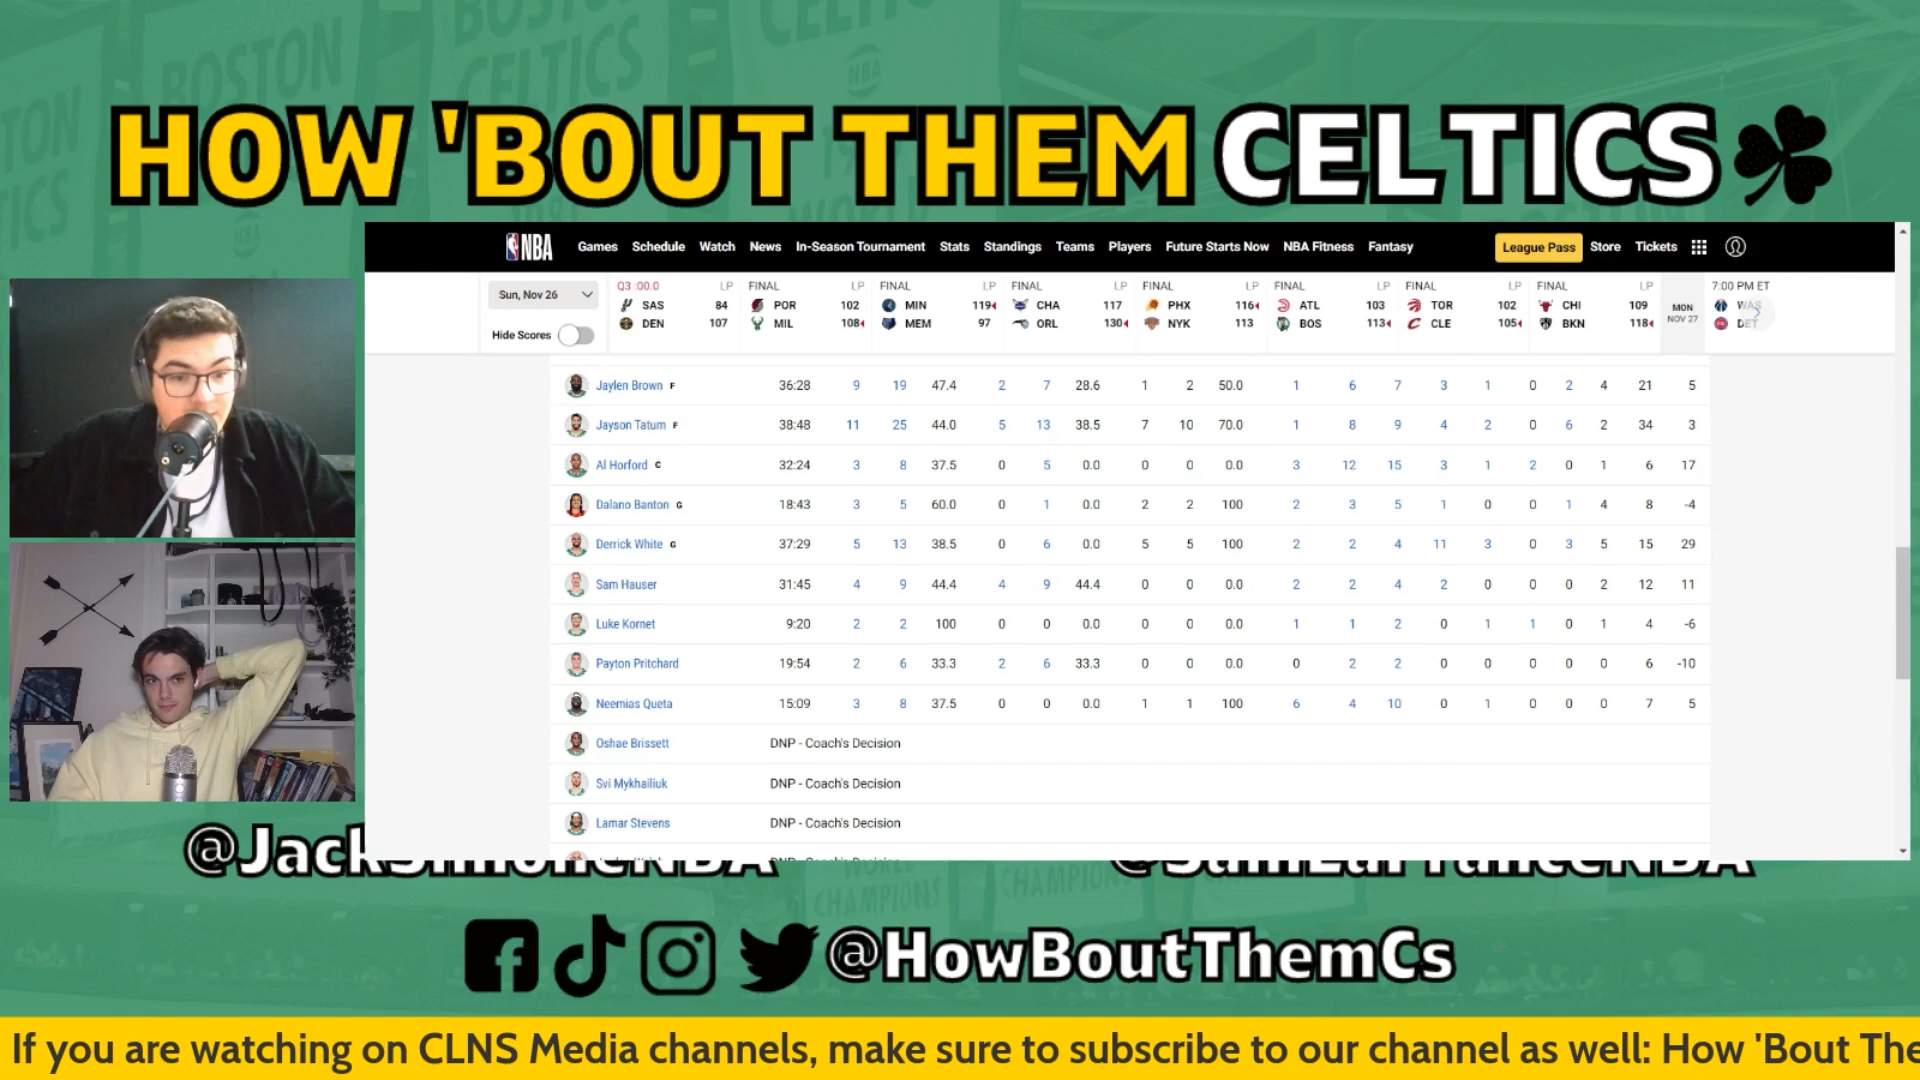 HOW 'BOUT THEM CELTICS
NBA Games Schedule Watch News In-Season Tournament Stats Standings Teams Players Future Starts Now NBA Fitness Fantasy League Pass Store Tickets
Sun, Nov 26
Hide Scores
Q3 :00.0 LP
SAS 84
DEN 107
FINAL LP
POR 102
MIL 108
FINAL LP
MIN 119
MEM 97
FINAL LP
CHA 117
ORL 130
FINAL LP
PHX 116
NYK 113
FINAL LP
ATL 103
BOS 113
FINAL LP
TOR 102
CLE 105
FINAL LP
CHI 109
BKN 118
MON
NOV 27
7:00 PM ET
WAS
DET
Jaylen Brown F 36:28 9 19 47.4 2 7 28.6 1 2 50.0 1 6 7 3 1 0 2 4 21 5
Jayson Tatum F 38:48 11 25 44.0 5 13 38.5 7 10 70.0 1 8 9 4 2 0 6 2 34 3
Al Horford C 32:24 3 8 37.5 0 5 0.0 0 0 0.0 3 12 15 3 1 2 0 1 6 17
Dalano Banton G 18:43 3 5 60.0 0 1 0.0 2 2 100 2 3 5 1 0 0 1 4 8 -4
Derrick White G 37:29 5 13 38.5 0 6 0.0 5 5 100 2 2 4 11 3 0 3 5 15 29
Sam Hauser 31:45 4 9 44.4 4 9 44.4 0 0 0.0 2 2 4 2 0 0 0 2 12 11
Luke Kornet 9:20 2 2 100 0 0 0.0 0 0 0.0 1 1 2 0 1 1 0 1 4 -6
Payton Pritchard 19:54 2 6 33.3 2 6 33.3 0 0 0.0 0 2 2 0 0 0 0 0 6 -10
Neemias Queta 15:09 3 8 37.5 0 0 0.0 1 1 100 6 4 10 0 1 0 0 0 7 5
Oshae Brissett DNP - Coach's Decision
Svi Mykhailiuk DNP - Coach's Decision
Lamar Stevens DNP - Coach's Decision
@JackSimoneNBA @SamLaFranceNBA
@HowBoutThemCs
If you are watching on CLNS Media channels, make sure to subscribe to our channel as well: How 'Bout The